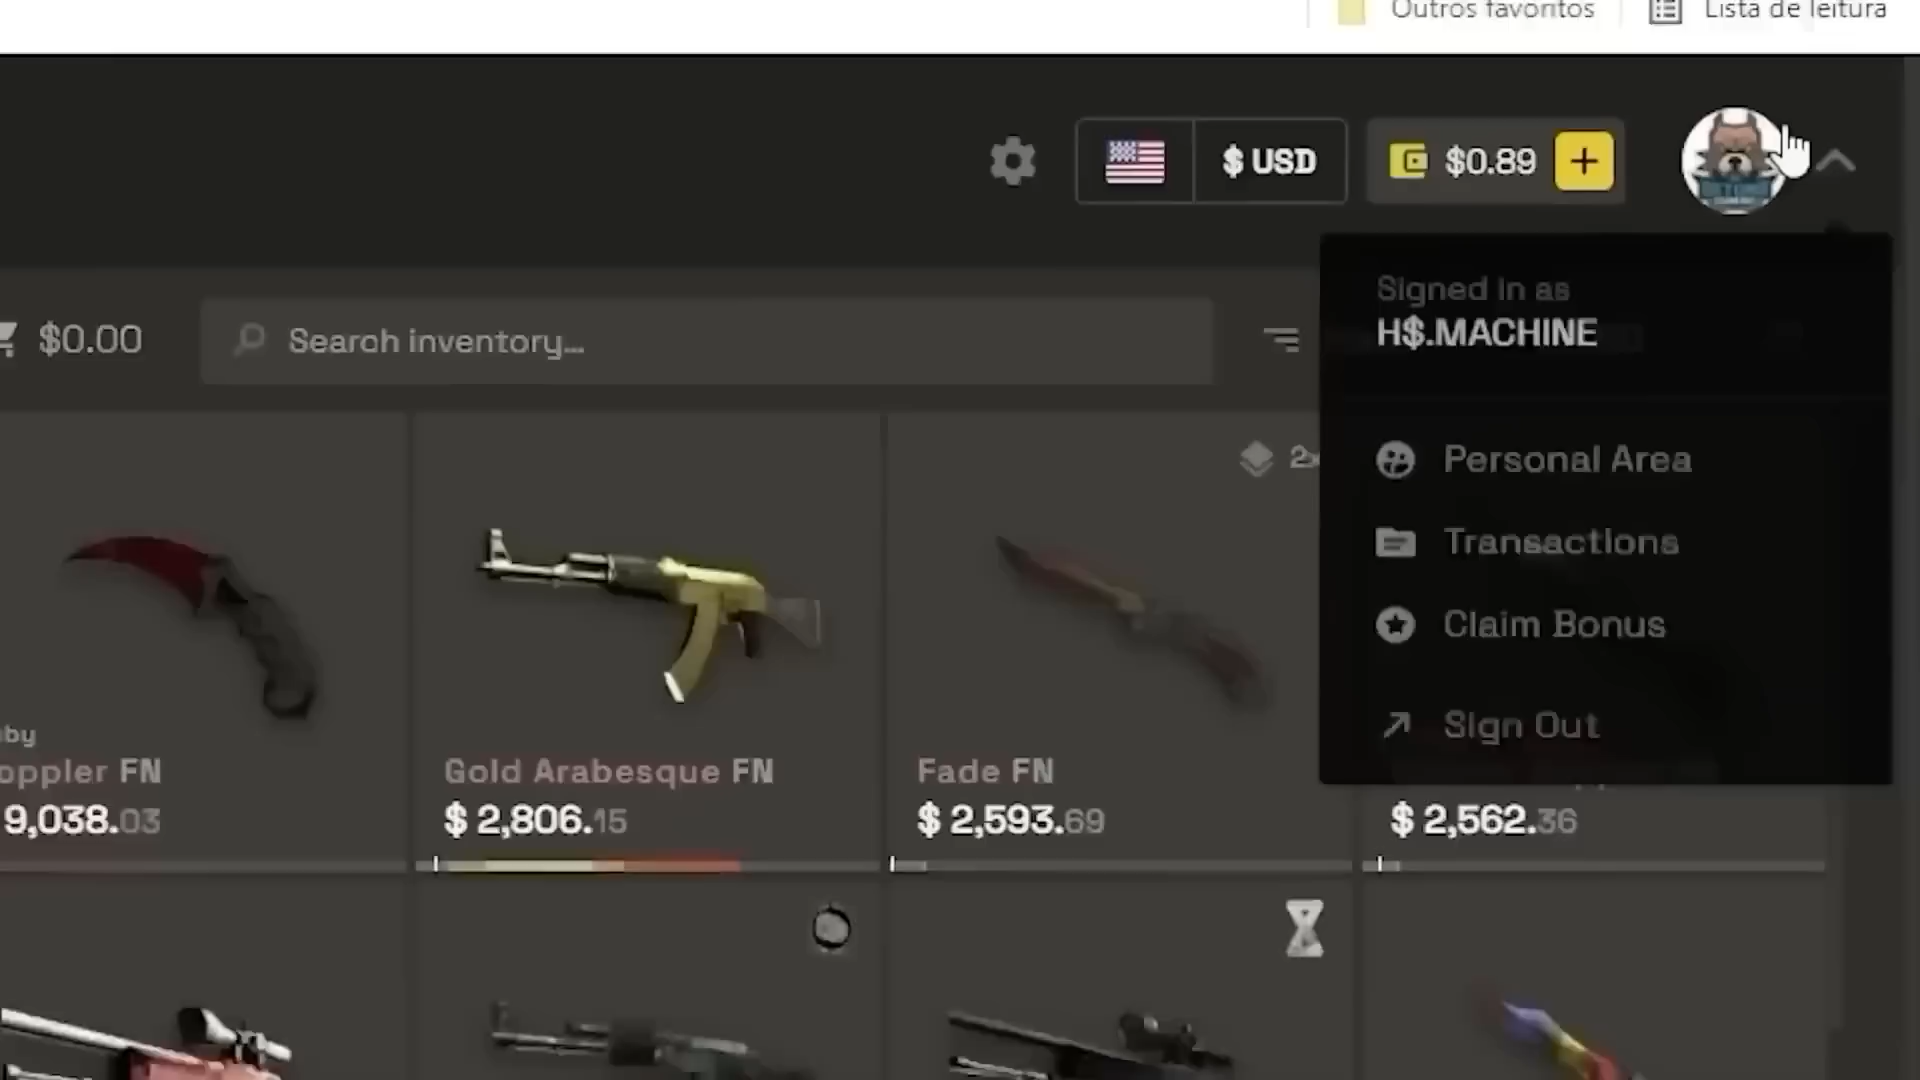 Outros favoritos
Lista de leitura
$ USD
$0.89
Signed in as
H$.MACHINE
$0.00
Search inventory...
2x
Personal Area
Transactions
Claim Bonus
Sign Out
by
oppler FN
9,038.03
Gold Arabesque FN
$ 2,806.15
Fade FN
$ 2,593.69
$ 2,562.36